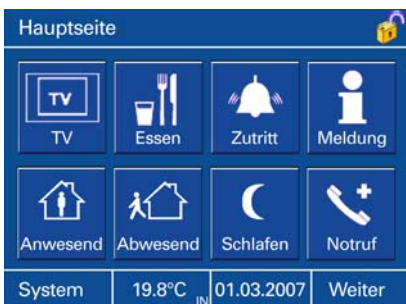 Hauptseite
TV
TV Essen Zutritt Meldung
Anwesend Abwesend Schlafen Notruf
System 19.8°C IN 01.03.2007 Weiter